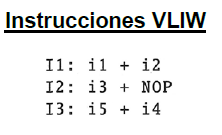 Instrucciones VLIW
I1: i1 + i2
I2: i3 + NOP
I3: i5 + i4